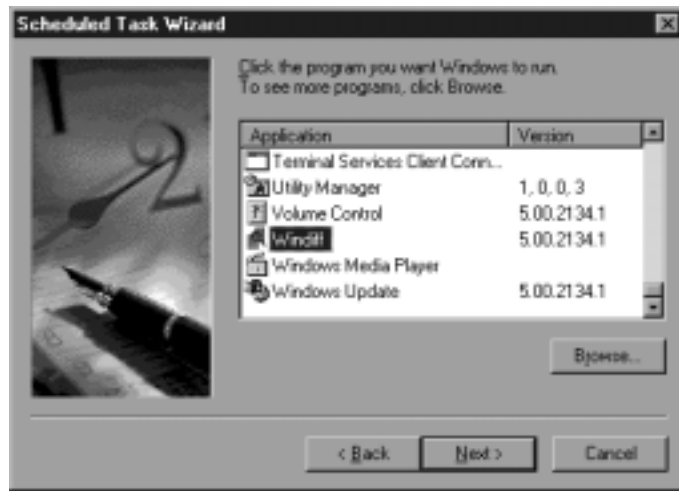 Scheduled Task Wizard
Click the program you want Windows to run.
To see more programs, click Browse.
Application Version
Terminal Services Client Conn...
Utility Manager 1, 0, 0, 3
Volume Control 5.00.2134.1
Windiff 5.00.2134.1
Windows Media Player
Windows Update 5.00.2134.1
Browse...
< Back Next > Cancel
2